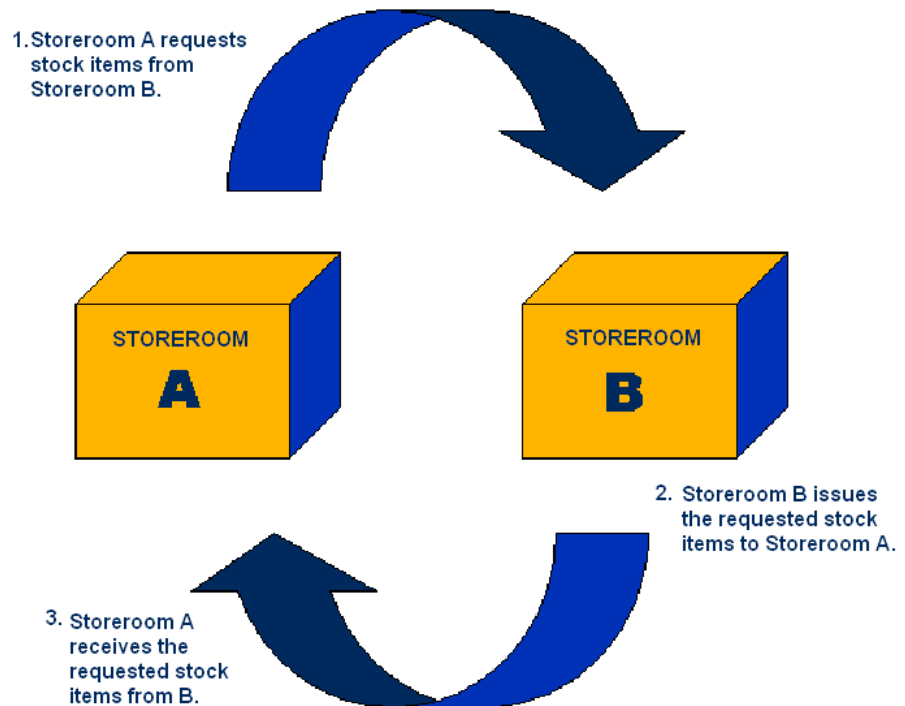 1.Storeroom A requests
stock items from
Storeroom B.
STOREROOM
A
STOREROOM
B
2. Storeroom B issues
the requested stock
items to Storeroom A.
3. Storeroom A
receives the
requested stock
items from B.